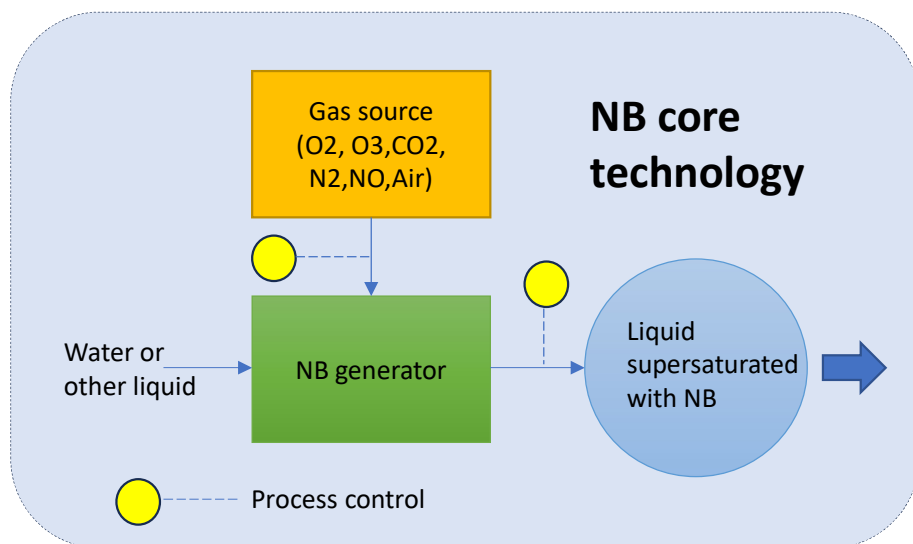 Gas source
(O2, O3,CO2,
N2,NO,Air)
NB core
technology
Water or
other liquid
NB generator
Liquid
supersaturated
with NB
Process control